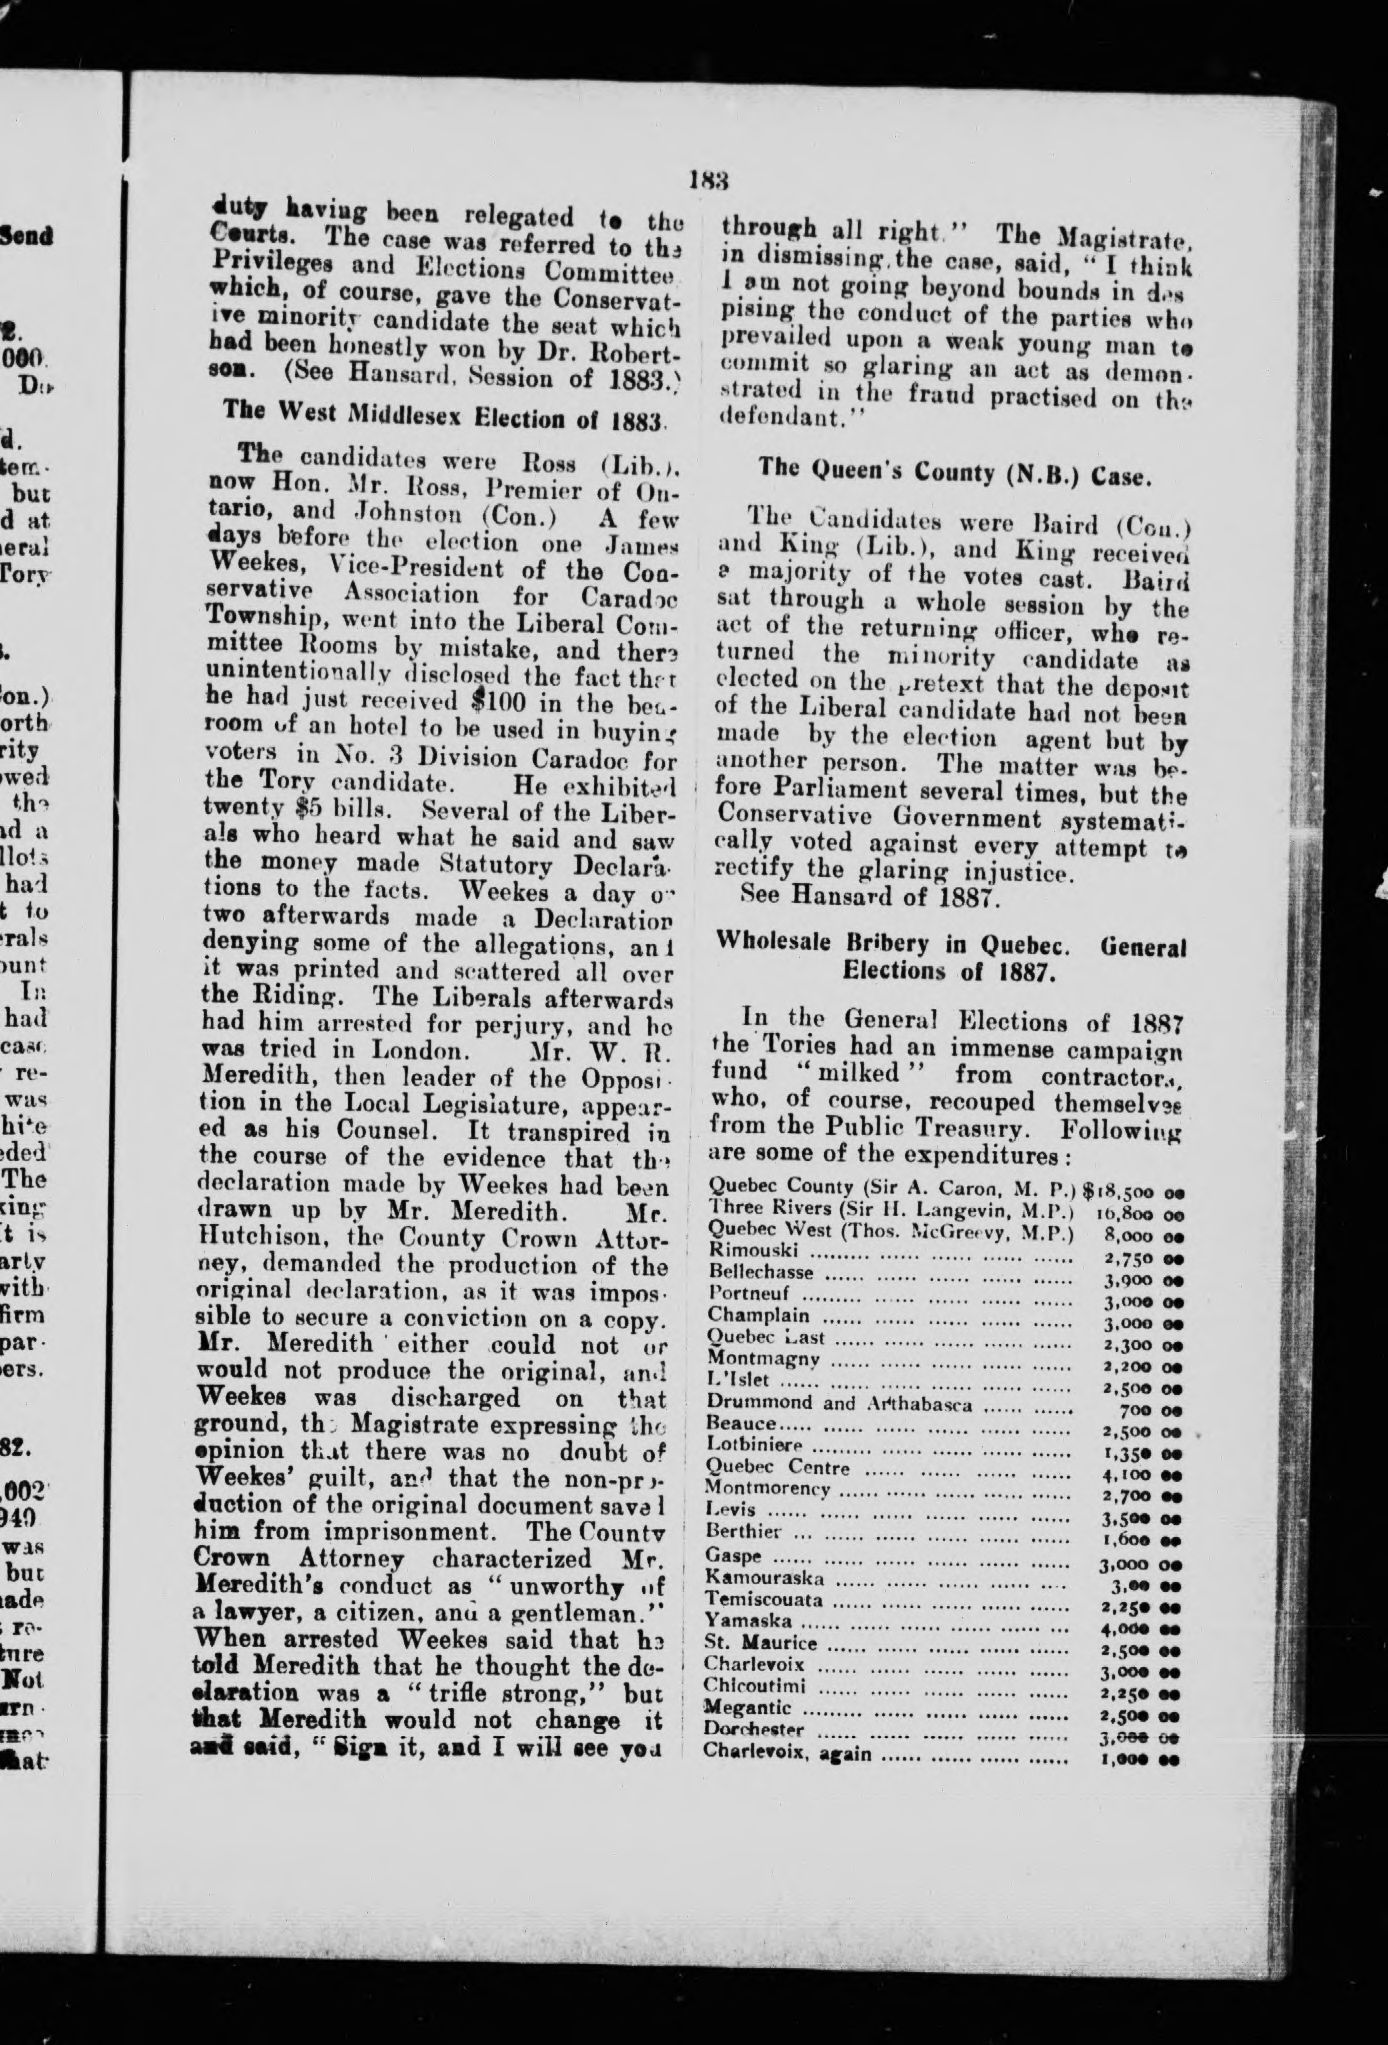 183
duty having been relegated to the
Courts. The case was referred to the
Privileges and Elections Committee
which, of course, gave the Conservat-
ive minority candidate the seat which
had been honestly won by Dr. Robert-
son. (See Hansard, Session of 1883.)
The West Middlesex Election of 1883.
The candidates were Ross (Lib.),
now Hon. Mr. Ross, Premier of On-
tario, and Johnston (Con.) A few
days before the election one James
Weekes, Vice-President of the Con-
servative Association for Caradoc
Township, went into the Liberal Com-
mittee Rooms by mistake, and there
unintentionally disclosed the fact that
he had just received $100 in the bed-
room of an hotel to be used in buying
voters in No. 3 Division Caradoc for
the Tory candidate. He exhibited
twenty $5 bills. Several of the Liber-
als who heard what he said and saw
the money made Statutory Declara-
tions to the facts. Weekes a day or
two afterwards made a Declaration
denying some of the allegations, and
it was printed and scattered all over
the Riding. The Liberals afterwards
had him arrested for perjury, and he
was tried in London. Mr. W. R.
Meredith, then leader of the Opposi-
tion in the Local Legislature, appear-
ed as his Counsel. It transpired in
the course of the evidence that the
declaration made by Weekes had been
drawn up by Mr. Meredith. Mr.
Hutchison, the County Crown Attor-
ney, demanded the production of the
original declaration, as it was impos-
sible to secure a conviction on a copy.
Mr. Meredith either could not or
would not produce the original, and
Weekes was discharged on that
ground, the Magistrate expressing the
opinion that there was no doubt of
Weekes' guilt, and that the non-pro-
duction of the original document saved
him from imprisonment. The County
Crown Attorney characterized Mr.
Meredith's conduct as "unworthy of
a lawyer, a citizen, and a gentleman."
When arrested Weekes said that he
told Meredith that he thought the de-
claration was a "trifle strong," but
that Meredith would not change it
and said, "Sign it, and I will see you
through all right." The Magistrate,
in dismissing the case, said, "I think
I am not going beyond bounds in des
pising the conduct of the parties who
prevailed upon a weak young man to
commit so glaring an act as demon-
strated in the fraud practised on the
defendant."
The Queen's County (N.B.) Case.
The Candidates were Baird (Con.)
and King (Lib.), and King received
a majority of the votes cast. Baird
sat through a whole session by the
act of the returning officer, who re-
turned the minority candidate as
elected on the pretext that the deposit
of the Liberal candidate had not been
made by the election agent but by
another person. The matter was be-
fore Parliament several times, but the
Conservative Government systemati-
cally voted against every attempt to
rectify the glaring injustice.
See Hansard of 1887.
Wholesale Bribery in Quebec. General
Elections of 1887.
In the General Elections of 1887
the Tories had an immense campaign
fund "milked" from contractors,
who, of course, recouped themselves
from the Public Treasury. Following
are some of the expenditures:
Quebec County (Sir A. Caron, M. P.) $18,500 00
Three Rivers (Sir H. Langevin, M.P.) 16,800 00
Quebec West (Thos. McGreevy, M.P.) 8,000 00
Rimouski ...... 2,750 00
Bellechasse ...... 3,900 00
Portneuf ...... 3,000 00
Champlain ...... 3,000 00
Quebec East ...... 2,300 00
Montmagny ...... 2,200 00
L'Islet ...... 2,500 00
Drummond and Arthabasca ...... 700 00
Beauce ...... 2,500 00
Lotbiniere ...... 1,350 00
Quebec Centre ...... 4,100 00
Montmorency ...... 2,700 00
Levis ...... 3,500 00
Berthier ...... 1,600 00
Gaspe ...... 3,000 00
Kamouraska ...... 3,00 00
Temiscouata ...... 2,250 00
Yamaska ...... 4,000 00
St. Maurice ...... 2,500 00
Charlevoix ...... 3,000 00
Chicoutimi ...... 2,250 00
Megantic ...... 2,500 00
Dorchester ...... 3,000 00
Charlevoix, again ...... 1,000 00